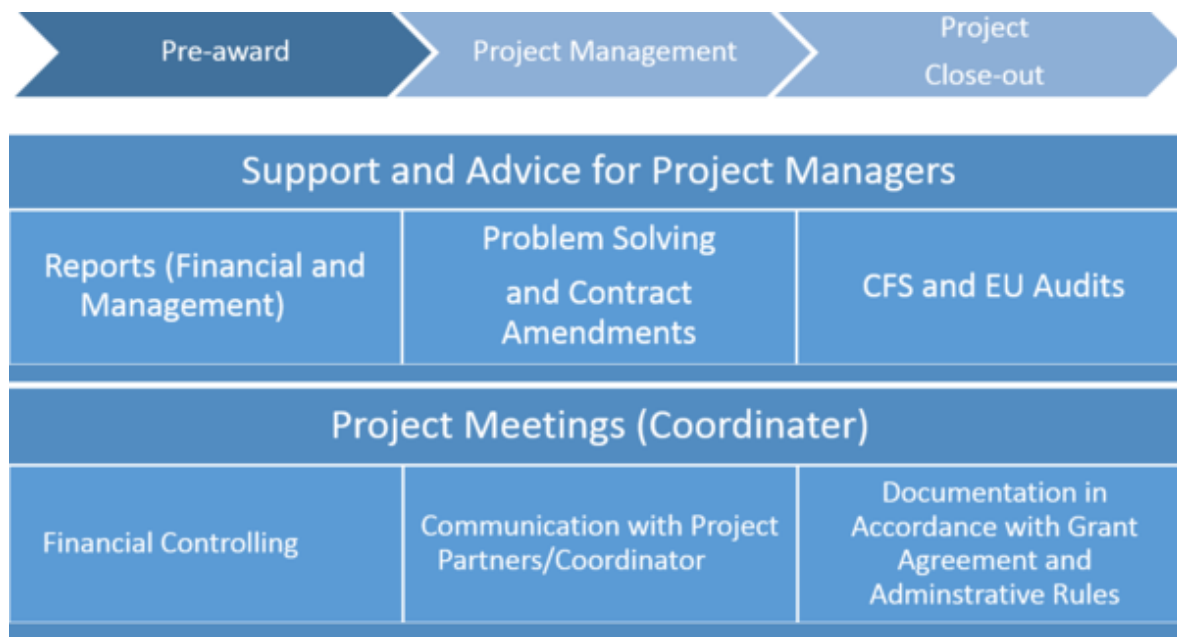 Pre-award
Project Management
Project
Close-out
Support and Advice for Project Managers
Reports (Financial and
Management)
Problem Solving
and Contract
Amendments
CFS and EU Audits
Project Meetings (Coordinater)
Financial Controlling
Communication with Project
Partners/Coordinator
Documentation in
Accordance with Grant
Agreement and
Adminstrative Rules